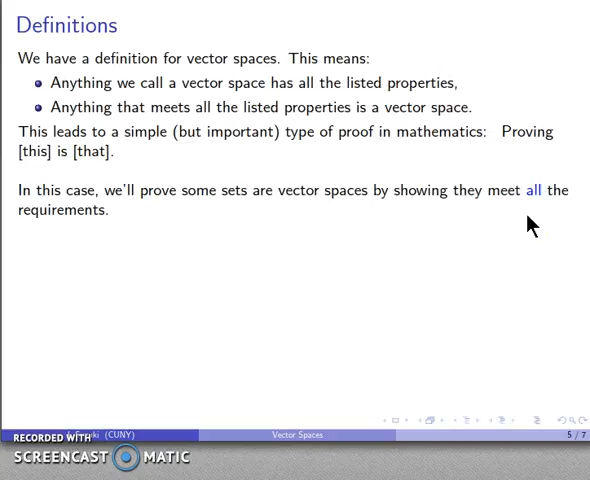 Definitions
We have a definition for vector spaces. This means:
Anything we call a vector space has all the listed properties,
Anything that meets all the listed properties is a vector space.
This leads to a simple (but important) type of proof in mathematics: Proving
[this] is [that].
In this case, we'll prove some sets are vector spaces by showing they meet all the
requirements.
(CUNY) Vector Spaces 5 / 7
RECORDED WITH
SCREENCAST MATIC